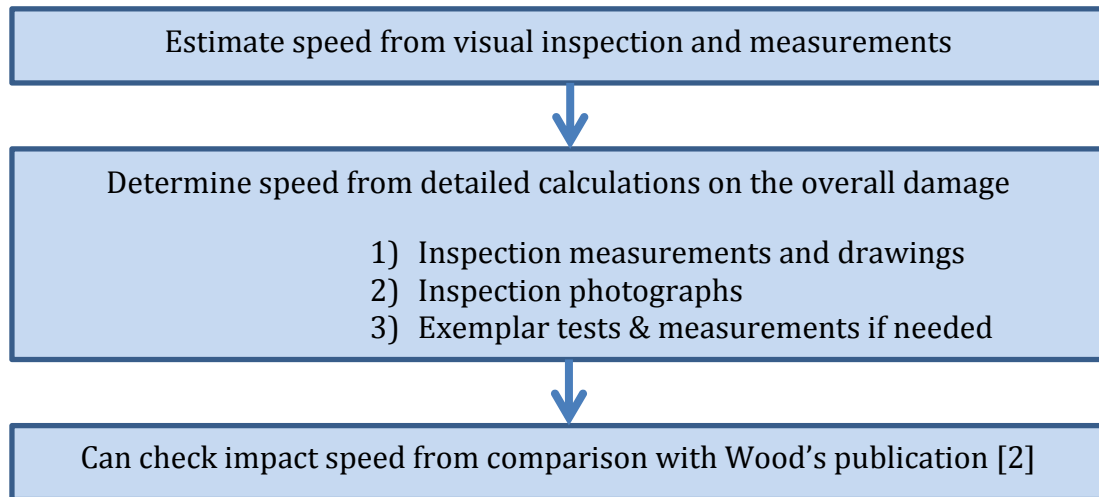 Estimate speed from visual inspection and measurements
Determine speed from detailed calculations on the overall damage
1) Inspection measurements and drawings
2) Inspection photographs
3) Exemplar tests & measurements if needed
Can check impact speed from comparison with Wood’s publication [2]